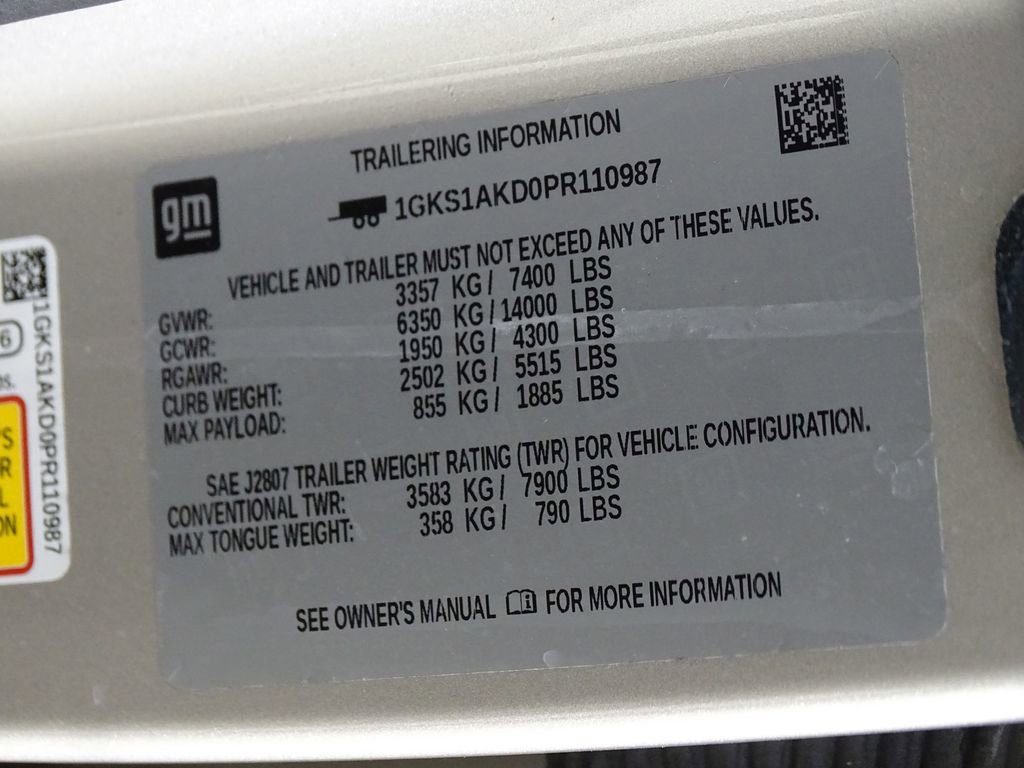 TRAILERING INFORMATION
gm
1GKS1AKD0PR110987
VEHICLE AND TRAILER MUST NOT EXCEED ANY OF THESE VALUES.
GVWR: 3357 KG / 7400 LBS
GCWR: 6350 KG / 14000 LBS
RGAWR: 1950 KG / 4300 LBS
CURB WEIGHT: 2502 KG / 5515 LBS
MAX PAYLOAD: 855 KG / 1885 LBS
SAE J2807 TRAILER WEIGHT RATING (TWR) FOR VEHICLE CONFIGURATION.
CONVENTIONAL TWR: 3583 KG / 7900 LBS
MAX TONGUE WEIGHT: 358 KG / 790 LBS
SEE OWNER'S MANUAL FOR MORE INFORMATION
1GKS1AKD0PR110987
6